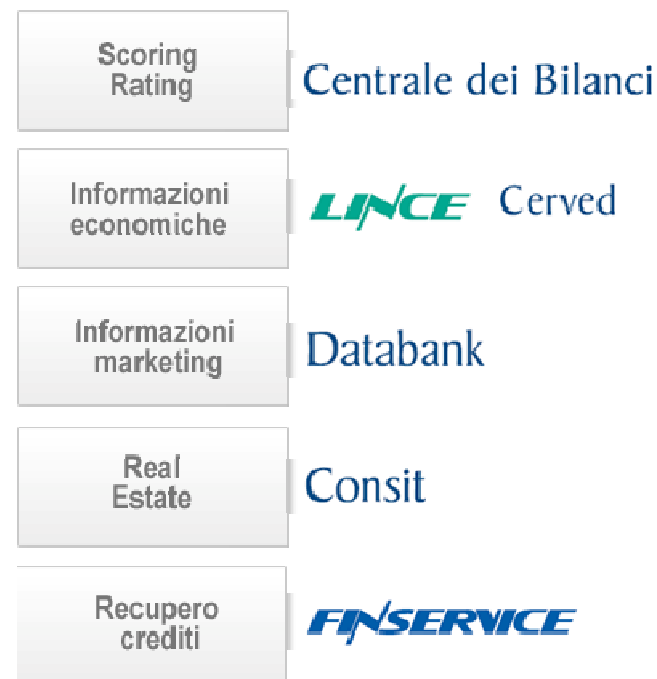 Scoring
Rating
Centrale dei Bilanci
Informazioni
economiche
LINCE Cerved
Informazioni
marketing
Databank
Real
Estate
Consit
Recupero
crediti
FINSERVICE